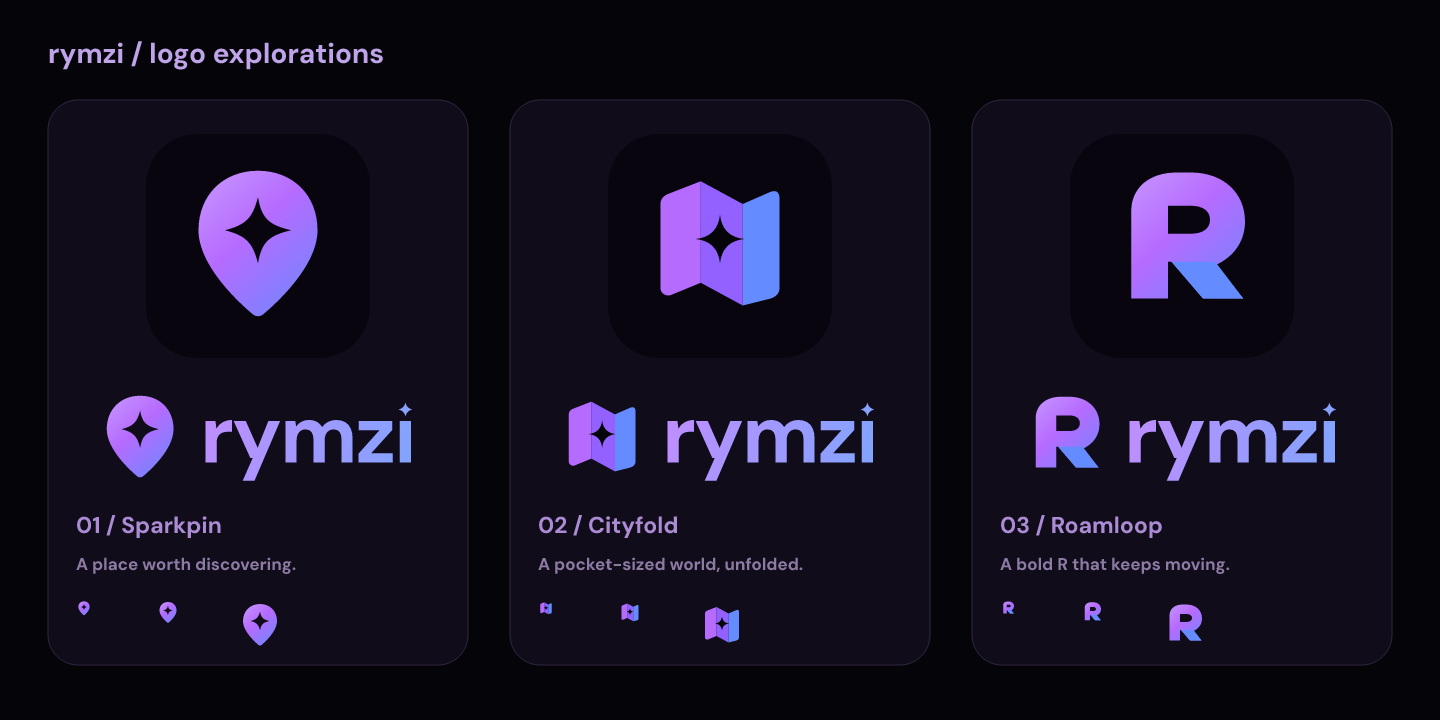 rymzi / logo explorations
rymzi
01 / Sparkpin
A place worth discovering.
rymzi
02 / Cityfold
A pocket-sized world, unfolded.
R
R rymzi
03 / Roamloop
A bold R that keeps moving.
R R R